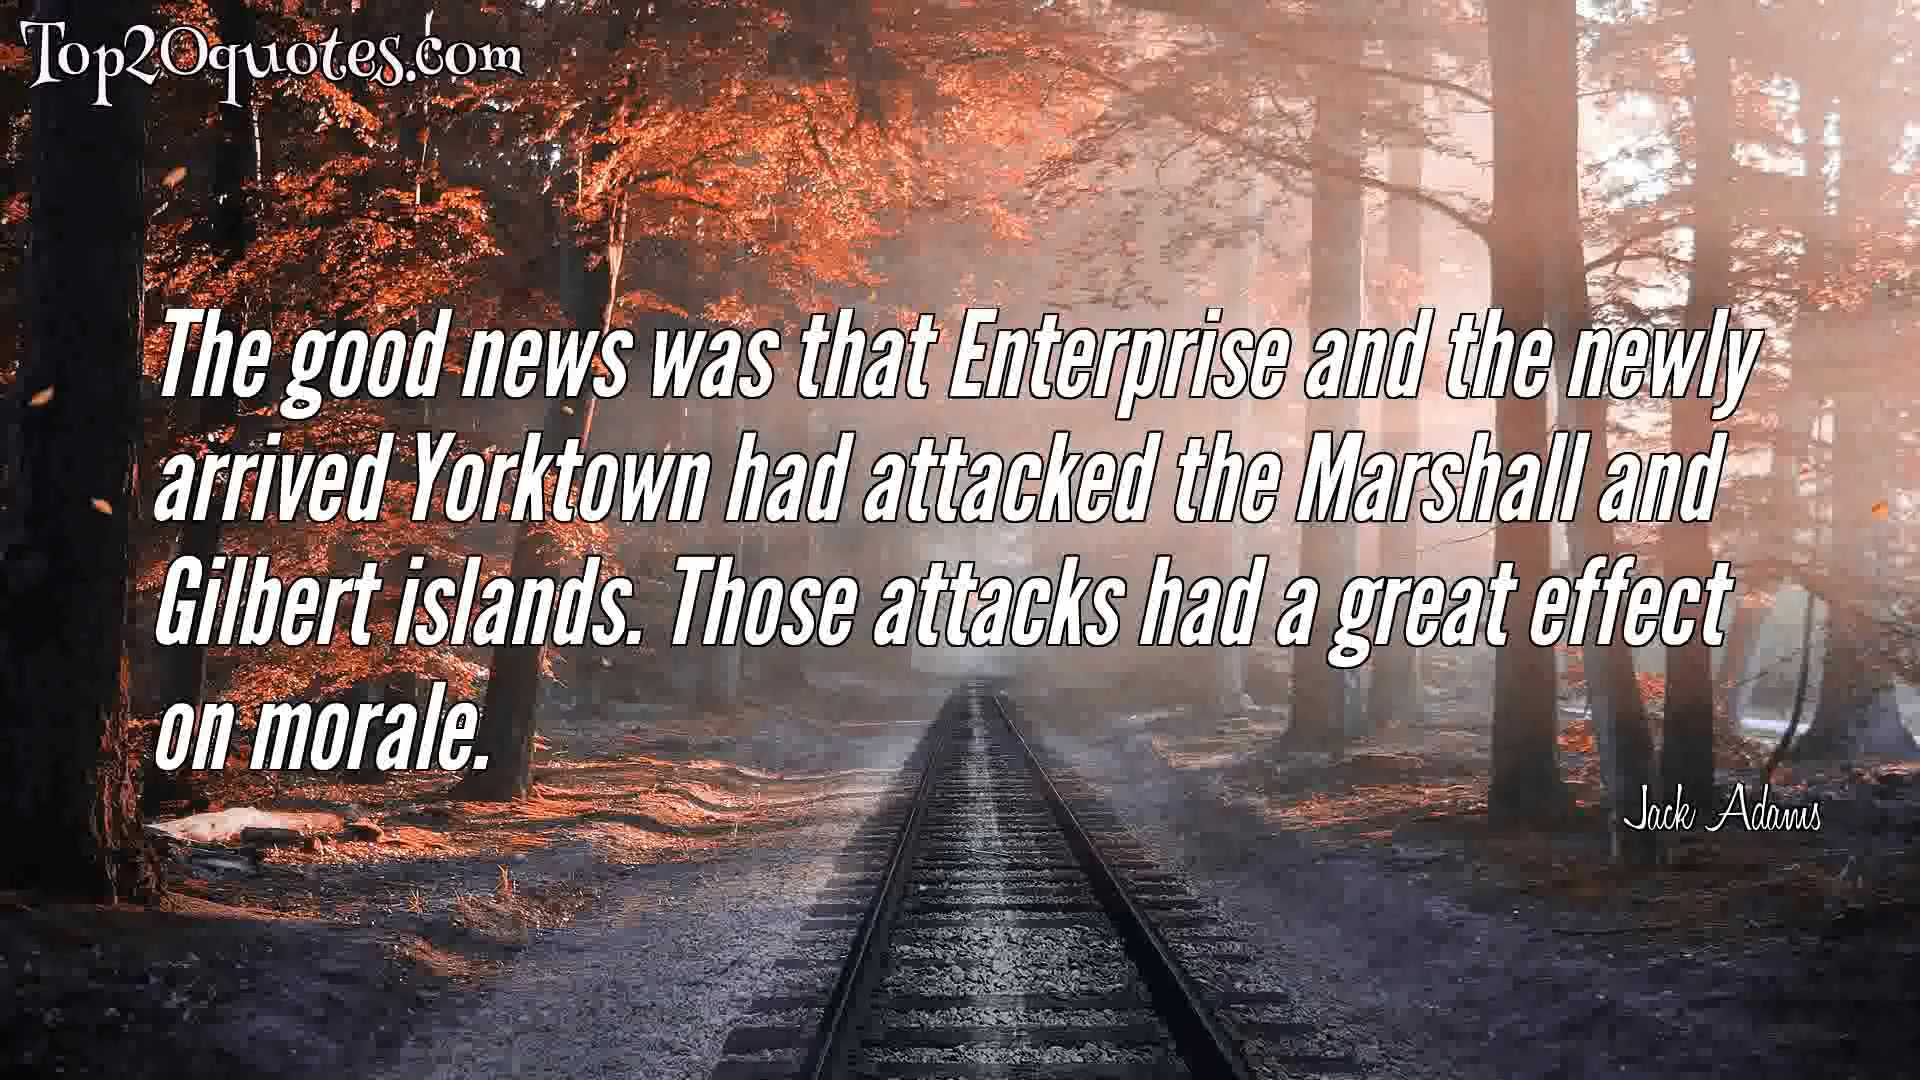 Top20quotes.com
The good news was that Enterprise and the newly
arrived Yorktown had attacked the Marshall and
Gilbert islands. Those attacks had a great effect
on morale.
Jack Adams